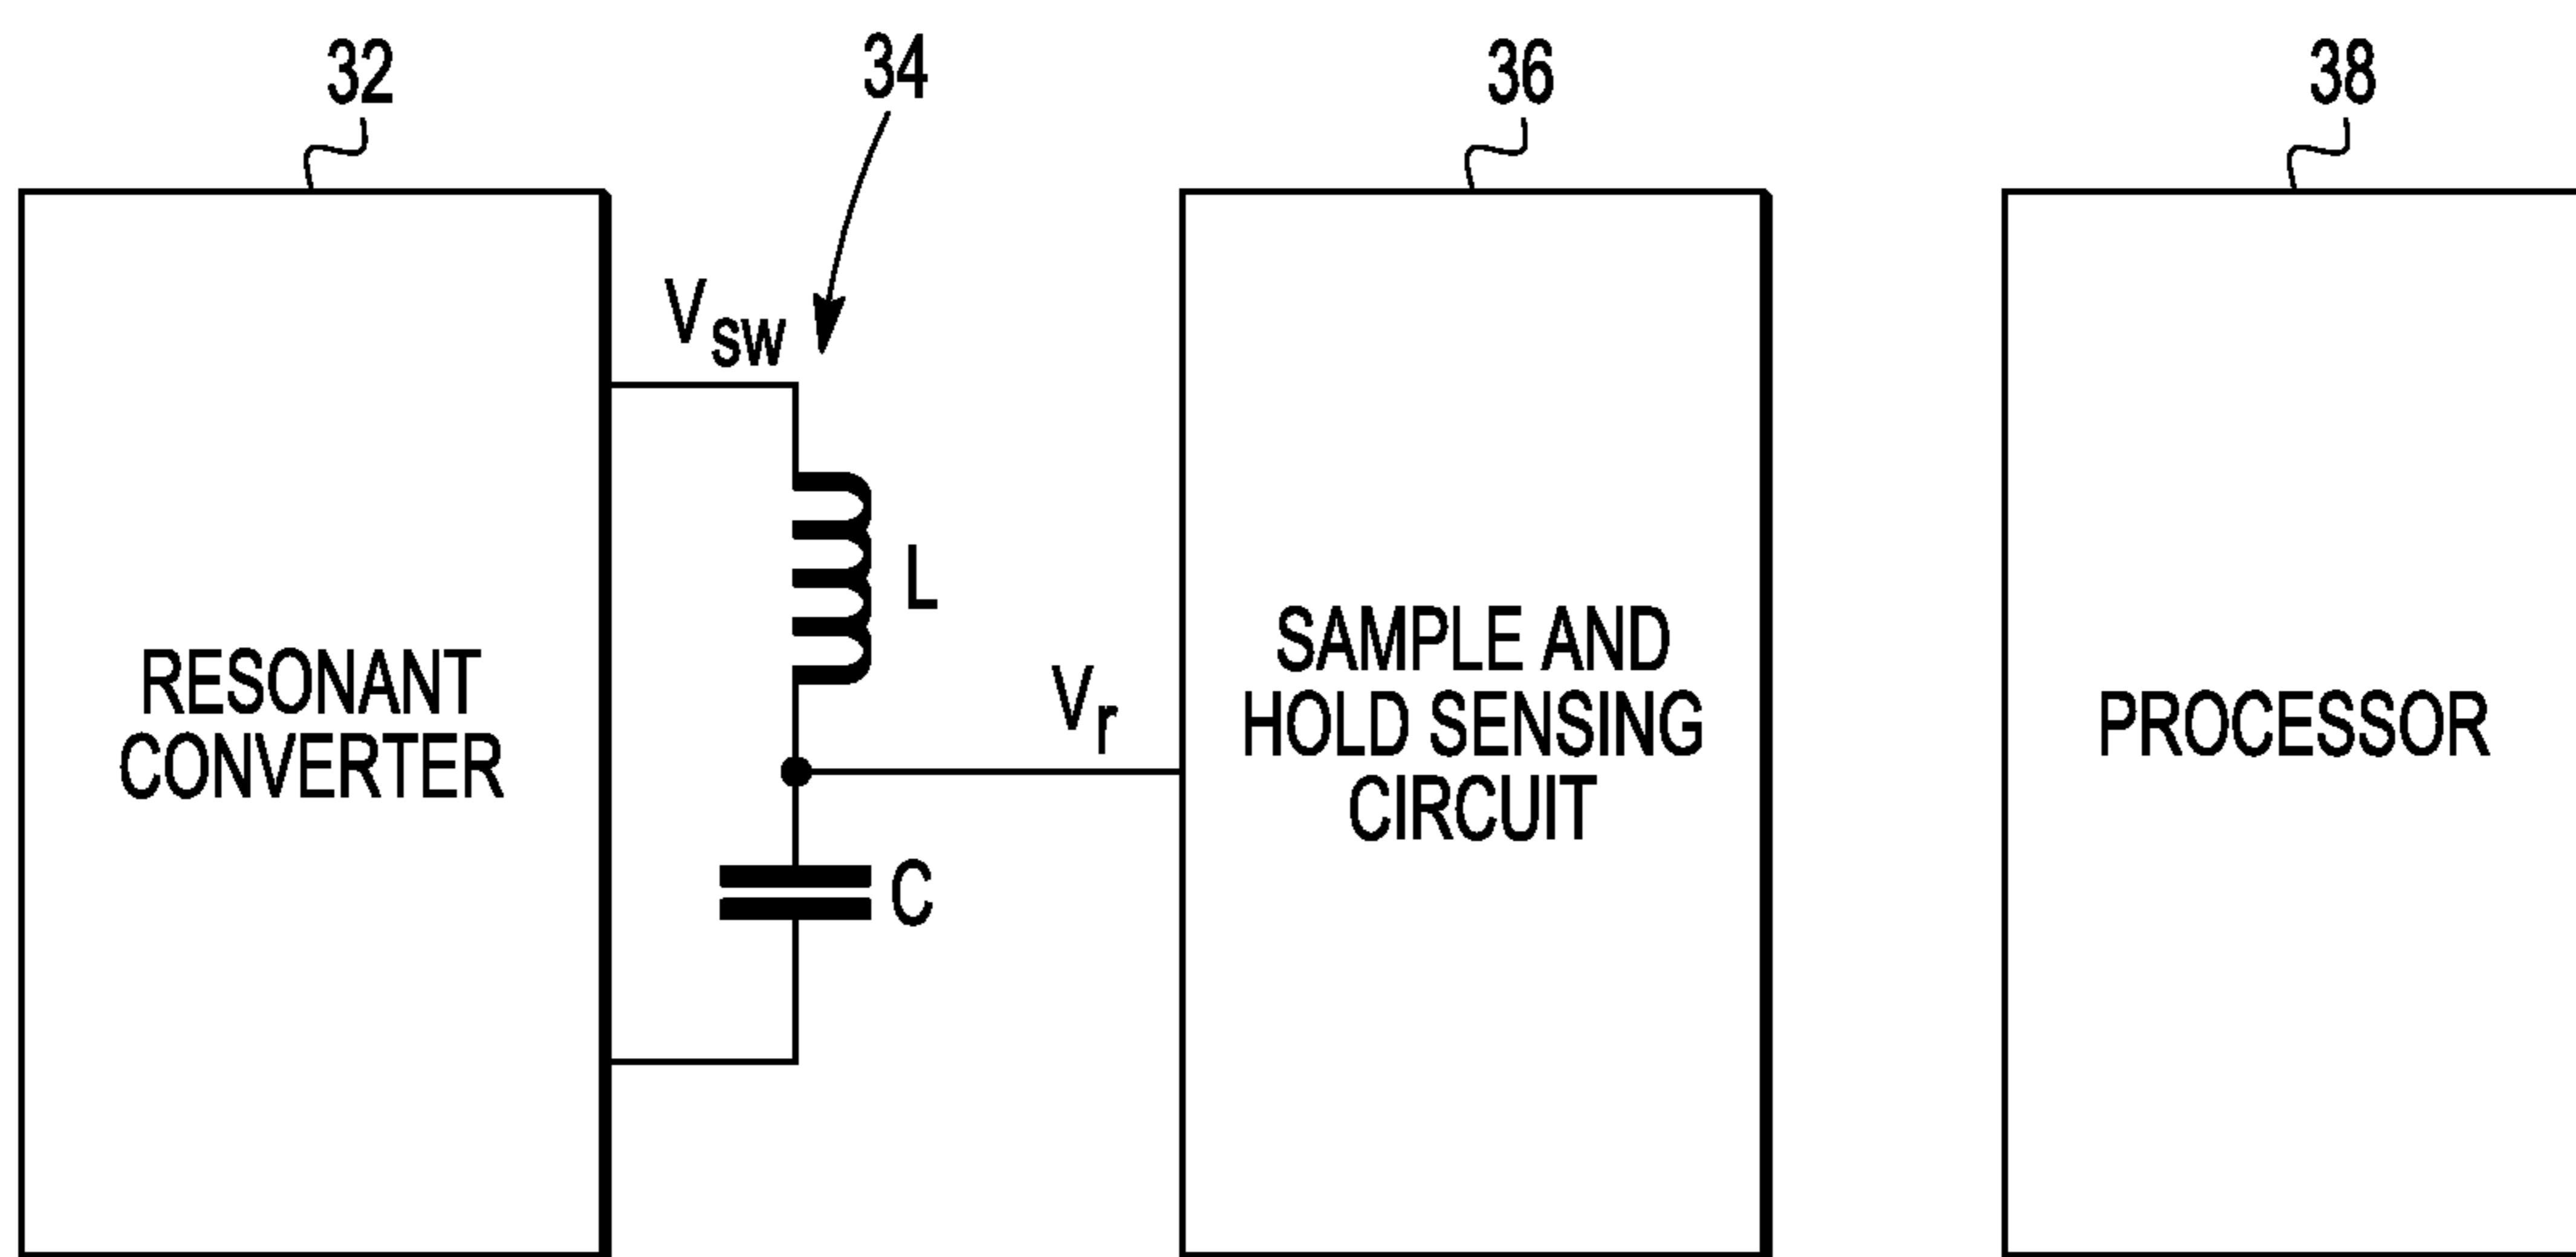 32
34
36
38
Vsw
L
Vr
C
RESONANT
CONVERTER
SAMPLE AND
HOLD SENSING
CIRCUIT
PROCESSOR